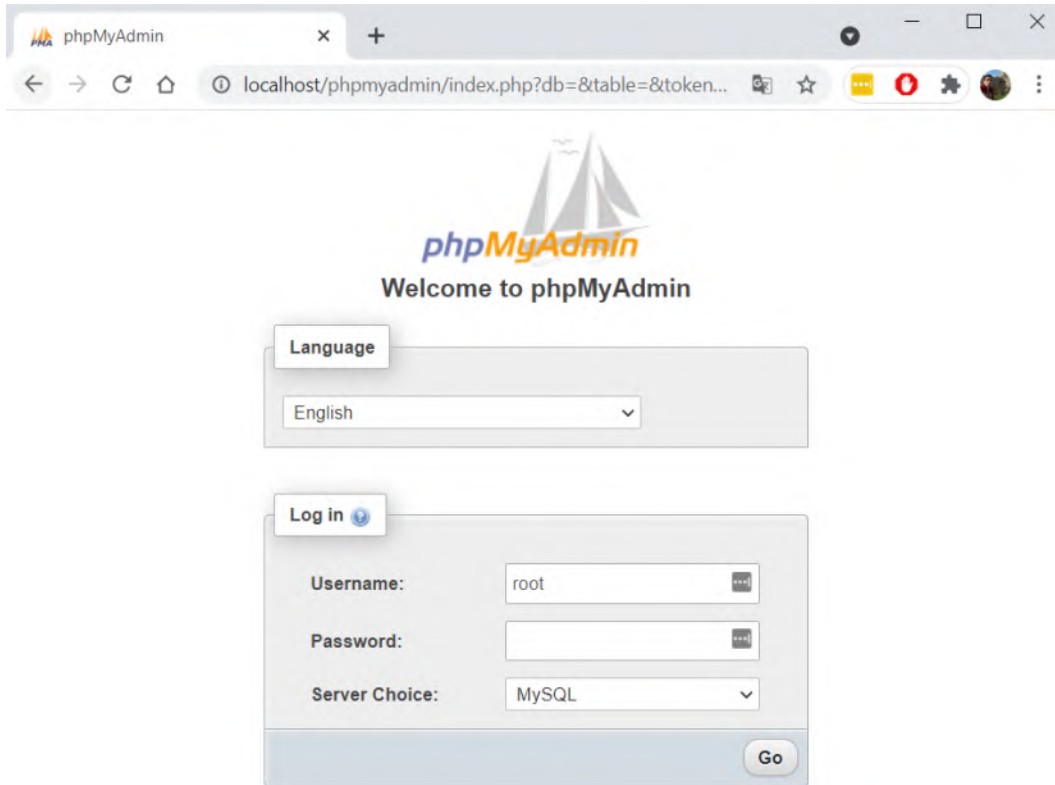 phpMyAdmin
localhost/phpmyadmin/index.php?db=&table=&token...
phpMyAdmin
Welcome to phpMyAdmin
Language
English
Log in
Username: root
Password:
Server Choice: MySQL
Go